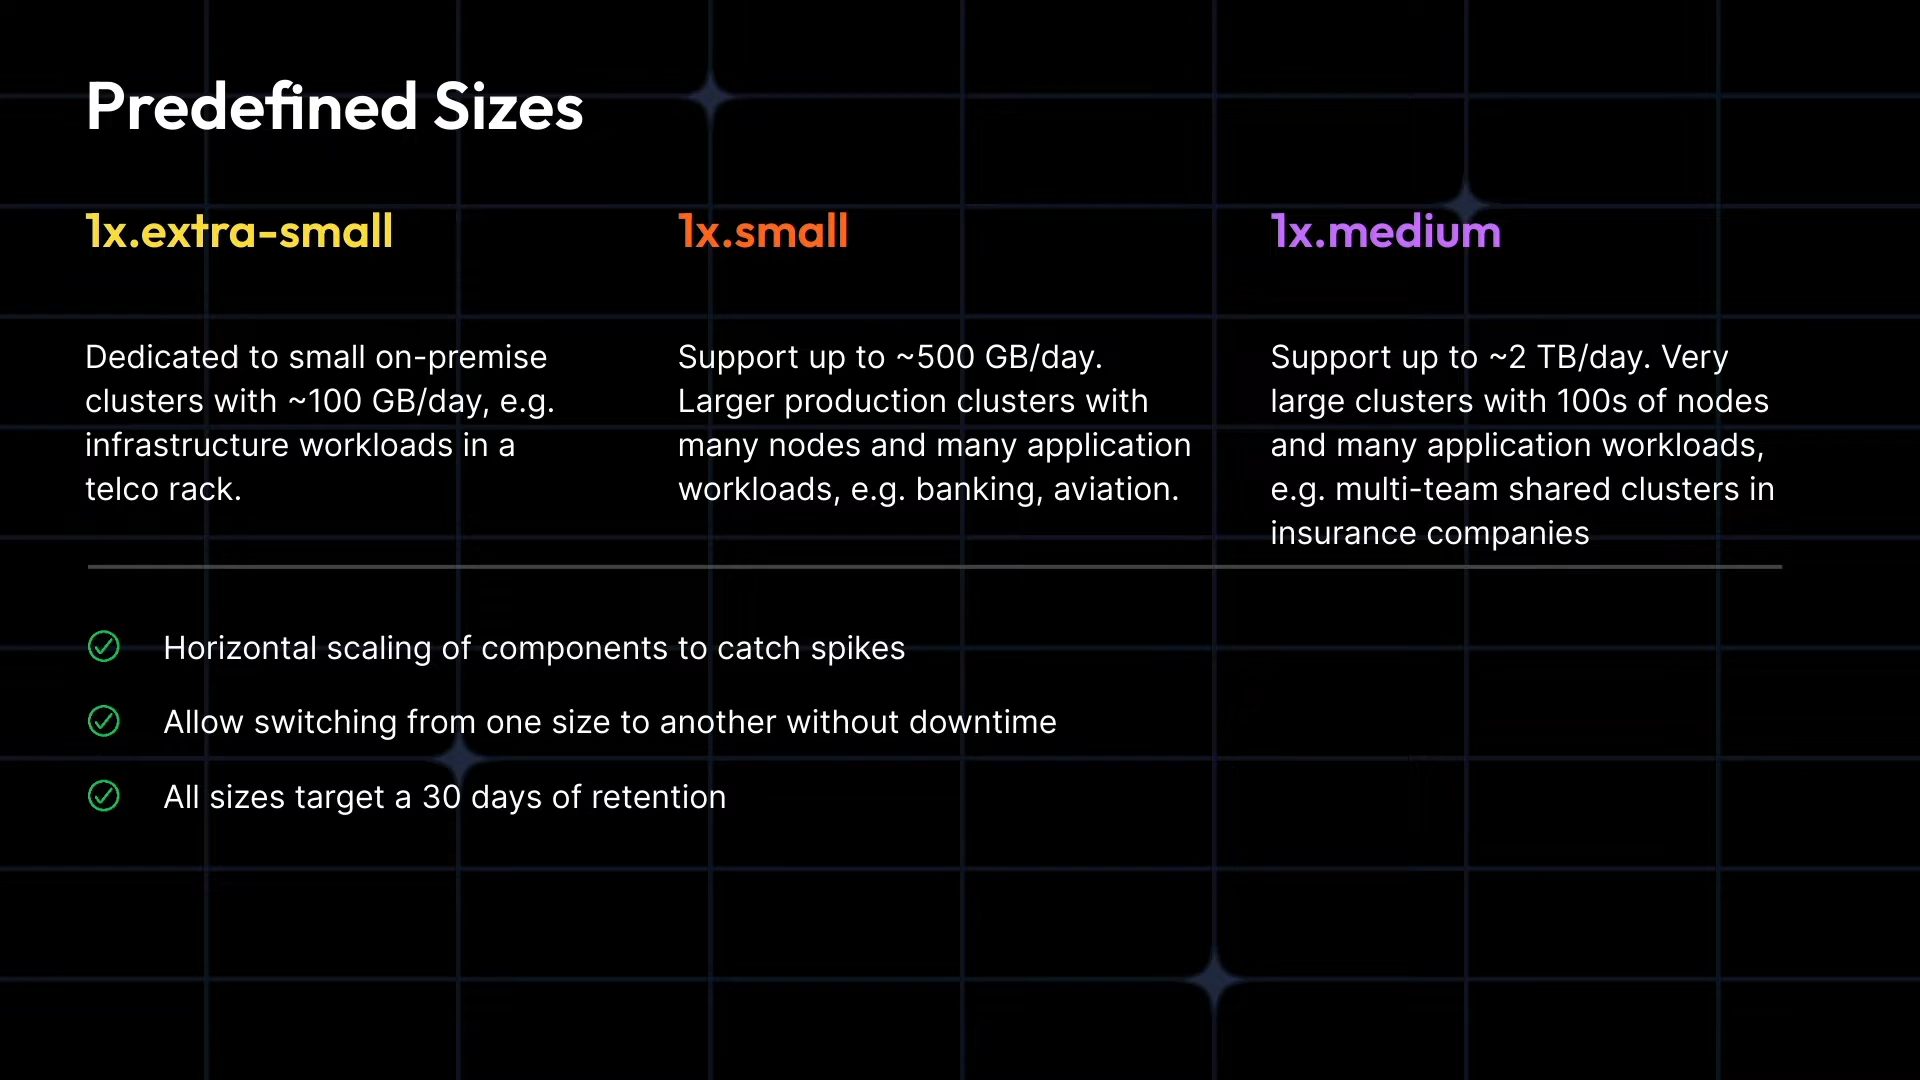 Predefined Sizes
1x.extra-small
Dedicated to small on-premise
clusters with ~100 GB/day, e.g.
infrastructure workloads in a
telco rack.
1x.small
Support up to ~500 GB/day.
Larger production clusters with
many nodes and many application
workloads, e.g. banking, aviation.
1x.medium
Support up to ~2 TB/day. Very
large clusters with 100s of nodes
and many application workloads,
e.g. multi-team shared clusters in
insurance companies
Horizontal scaling of components to catch spikes
Allow switching from one size to another without downtime
All sizes target a 30 days of retention